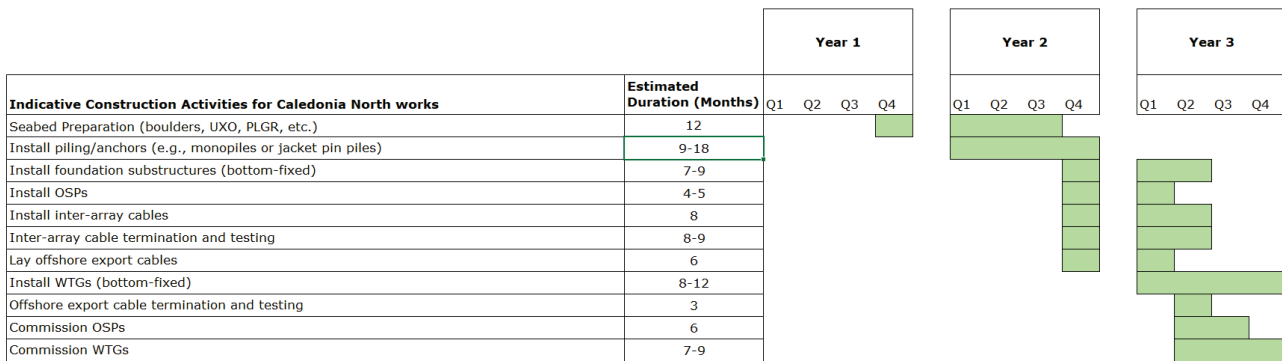 Year 1 Year 2 Year 3
Estimated
Indicative Construction Activities for Caledonia North works Duration (Months) Q1 Q2 Q3 Q4 Q1 Q2 Q3 Q4 Q1 Q2 Q3 Q4
Seabed Preparation (boulders, UXO, PLGR, etc.) 12
Install piling/anchors (e.g., monopiles or jacket pin piles) 9-18
Install foundation substructures (bottom-fixed) 7-9
Install OSPs 4-5
Install inter-array cables 8
Inter-array cable termination and testing 8-9
Lay offshore export cables 6
Install WTGs (bottom-fixed) 8-12
Offshore export cable termination and testing 3
Commission OSPs 6
Commission WTGs 7-9